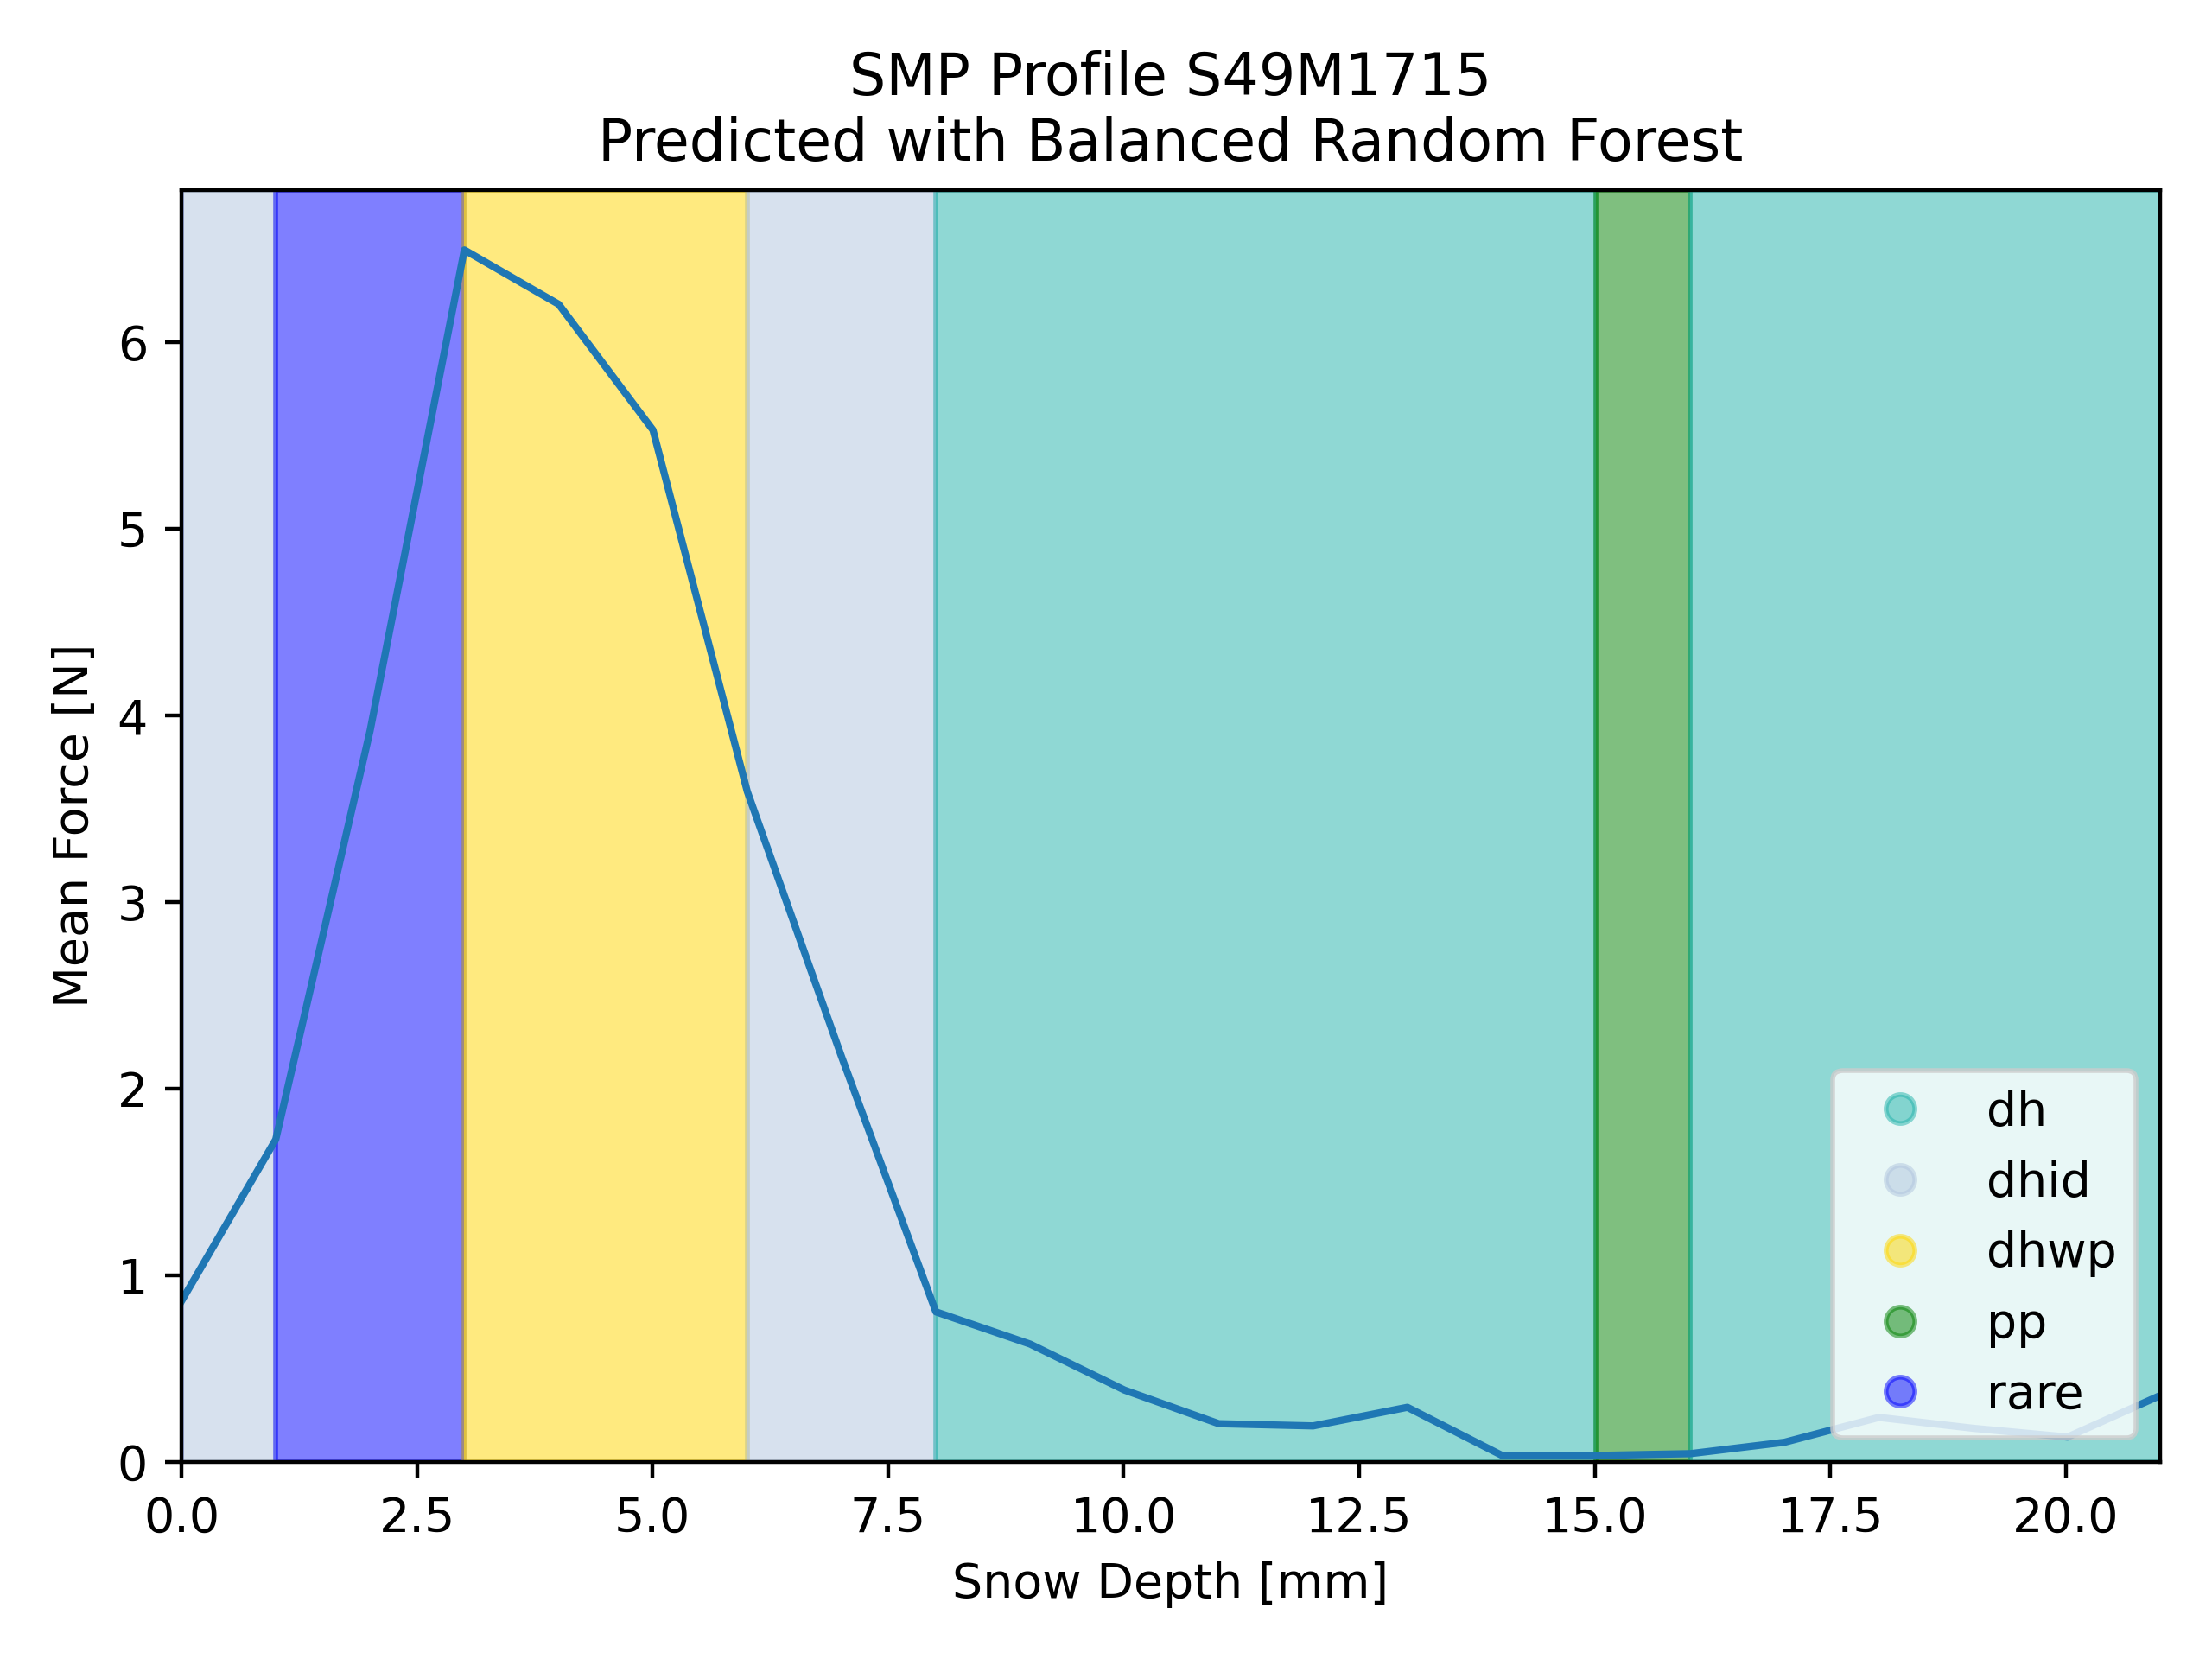 SMP Profile S49M1715
Predicted with Balanced Random Forest
Mean Force [N]
6
5
4
3
2
1
0
dh
dhid
dhwp
pp
rare
0.0 2.5 5.0 7.5 10.0 12.5 15.0 17.5 20.0
Snow Depth [mm]